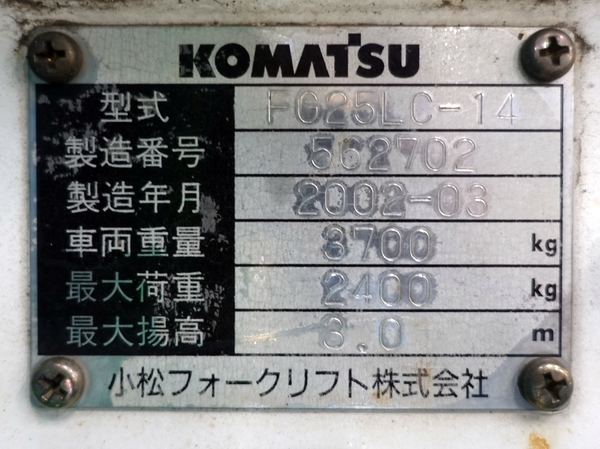 KOMATSU
型式 FG25LC-14
製造番号 562702
製造年月 2002-03
車両重量 3700 kg
最大荷重 2400 kg
最大揚高 3.0 m
小松フォークリフト株式会社